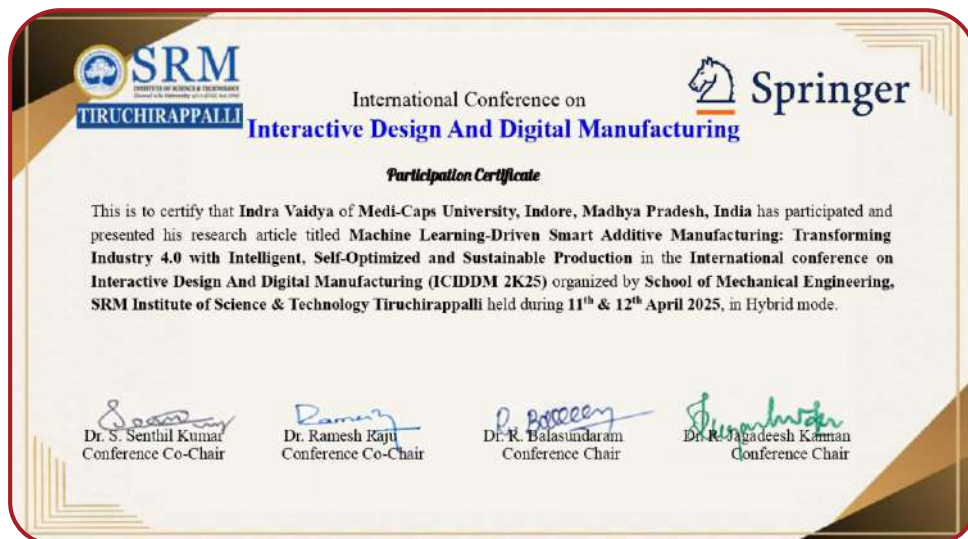 SRM
INSTITUTE OF SCIENCE & TECHNOLOGY
TIRUCHIRAPPALLI
Springer
International Conference on
Interactive Design And Digital Manufacturing
Participation Certificate
This is to certify that Indra Vaidya of Medi-Caps University, Indore, Madhya Pradesh, India has participated and
presented his research article titled Machine Learning-Driven Smart Additive Manufacturing: Transforming
Industry 4.0 with Intelligent, Self-Optimized and Sustainable Production in the International conference on
Interactive Design And Digital Manufacturing (ICIDDM 2K25) organized by School of Mechanical Engineering,
SRM Institute of Science & Technology Tiruchirappalli held during 11th & 12th April 2025, in Hybrid mode.
Dr. S. Senthil Kumar
Conference Co-Chair
Dr. Ramesh Raju
Conference Co-Chair
Dr. R. Balasundaram
Conference Chair
Dr. R. Jagadeesh Kannan
Conference Chair